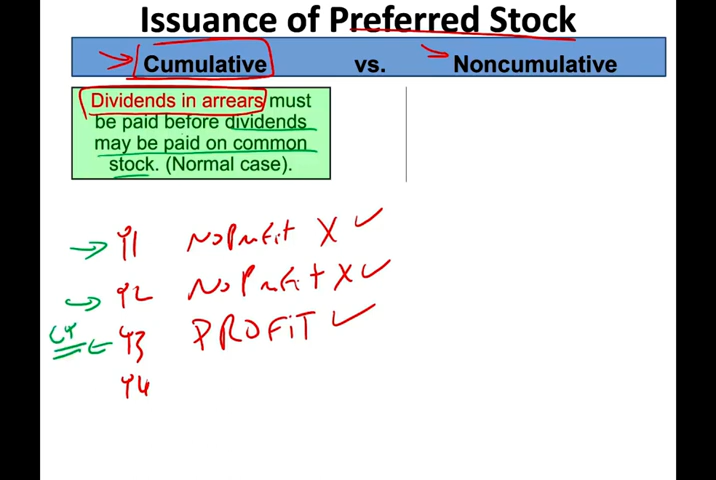 Issuance of Preferred Stock
Cumulative vs. Noncumulative
Dividends in arrears must
be paid before dividends
may be paid on common
stock. (Normal case).
Y1 No Profit X ✓
Y2 No Profit X ✓
CY Y3 PROFiT ✓
Y4